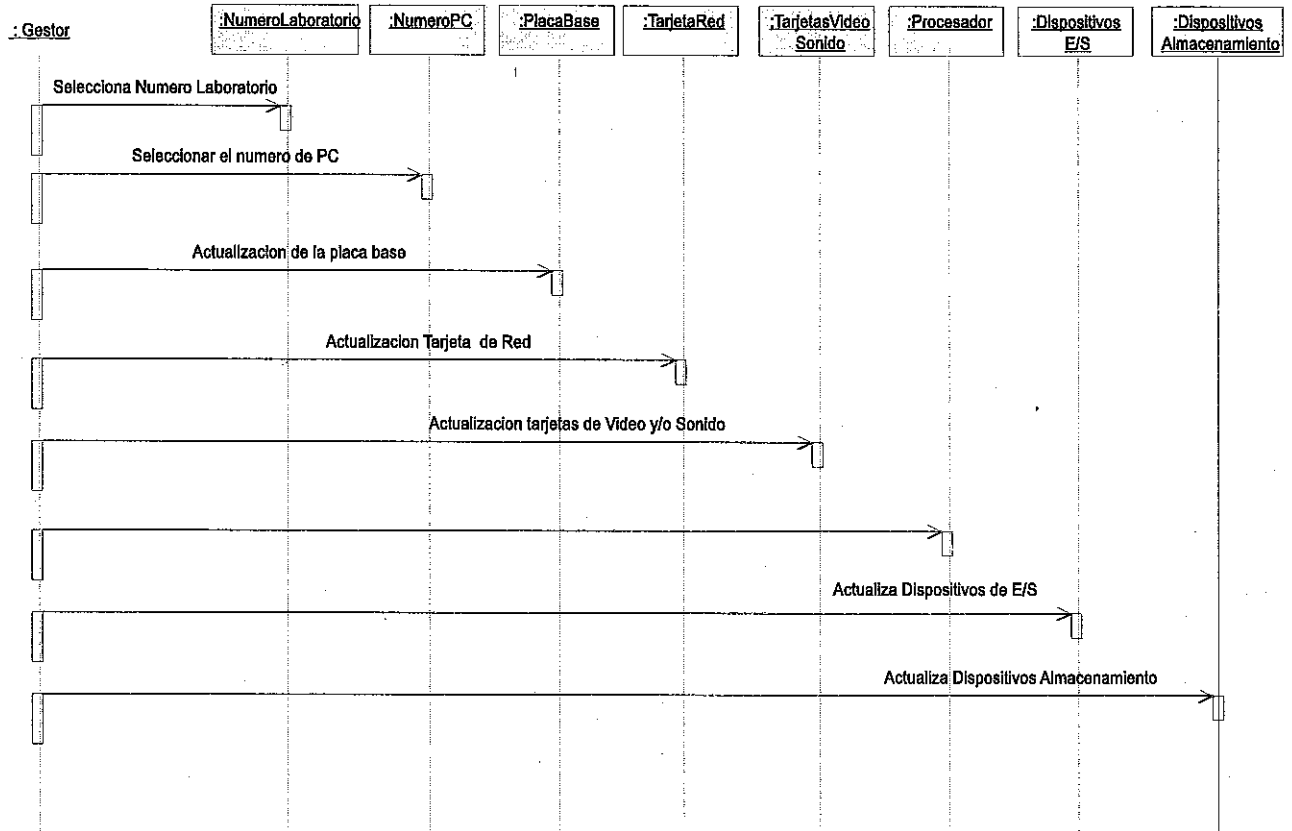 : Gestor
:NumeroLaboratorio
:NumeroPC
:PlacaBase
:TarjetaRed
:TarjetasVideo
Sonido
:Procesador
:Dispositivos
E/S
:Dispositivos
Almacenamiento
Selecciona Numero Laboratorio
Seleccionar el numero de PC
Actualizacion de la placa base
Actualizacion Tarjeta de Red
Actualizacion tarjetas de Video y/o Sonido
Actualiza Dispositivos de E/S
Actualiza Dispositivos Almacenamiento